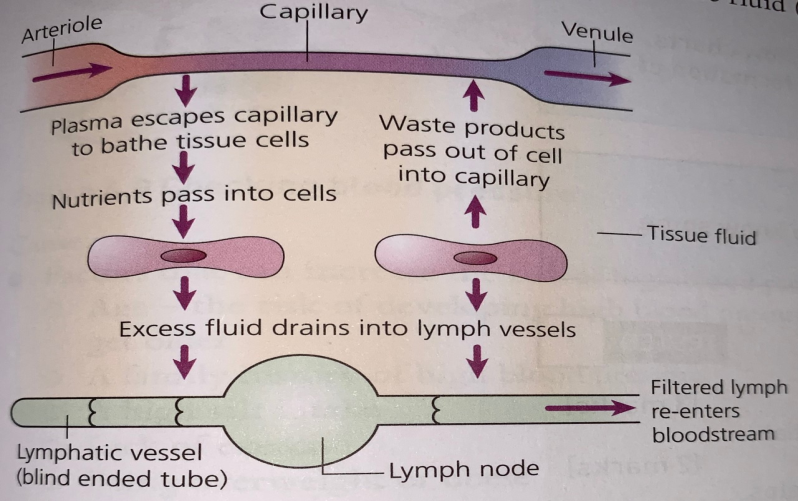 Capillary
Arteriole
Venule
Plasma escapes capillary
to bathe tissue cells
Waste products
pass out of cell
into capillary
Nutrients pass into cells
Tissue fluid
Excess fluid drains into lymph vessels
Filtered lymph
re-enters
bloodstream
Lymphatic vessel
(blind ended tube)
Lymph node